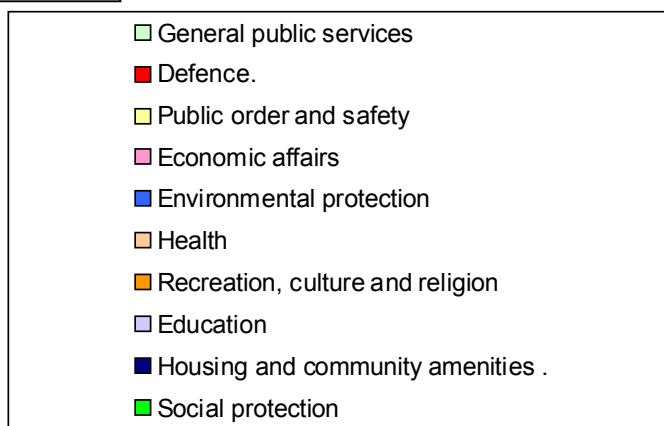 General public services
Defence.
Public order and safety
Economic affairs
Environmental protection
Health
Recreation, culture and religion
Education
Housing and community amenities .
Social protection